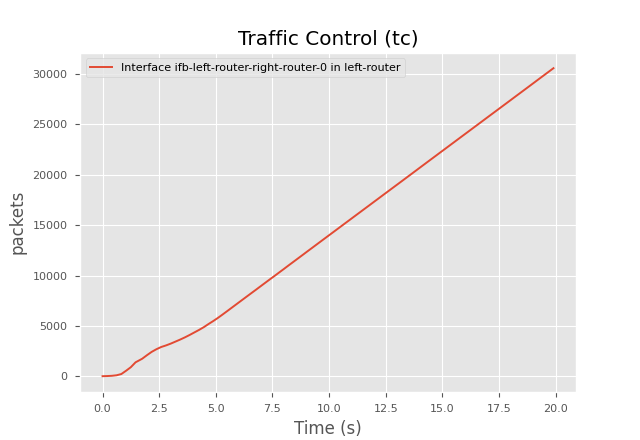 Traffic Control (tc)
Interface ifb-left-router-right-router-0 in left-router
30000
25000
20000
15000
10000
5000
0
packets
0.0 2.5 5.0 7.5 10.0 12.5 15.0 17.5 20.0
Time (s)